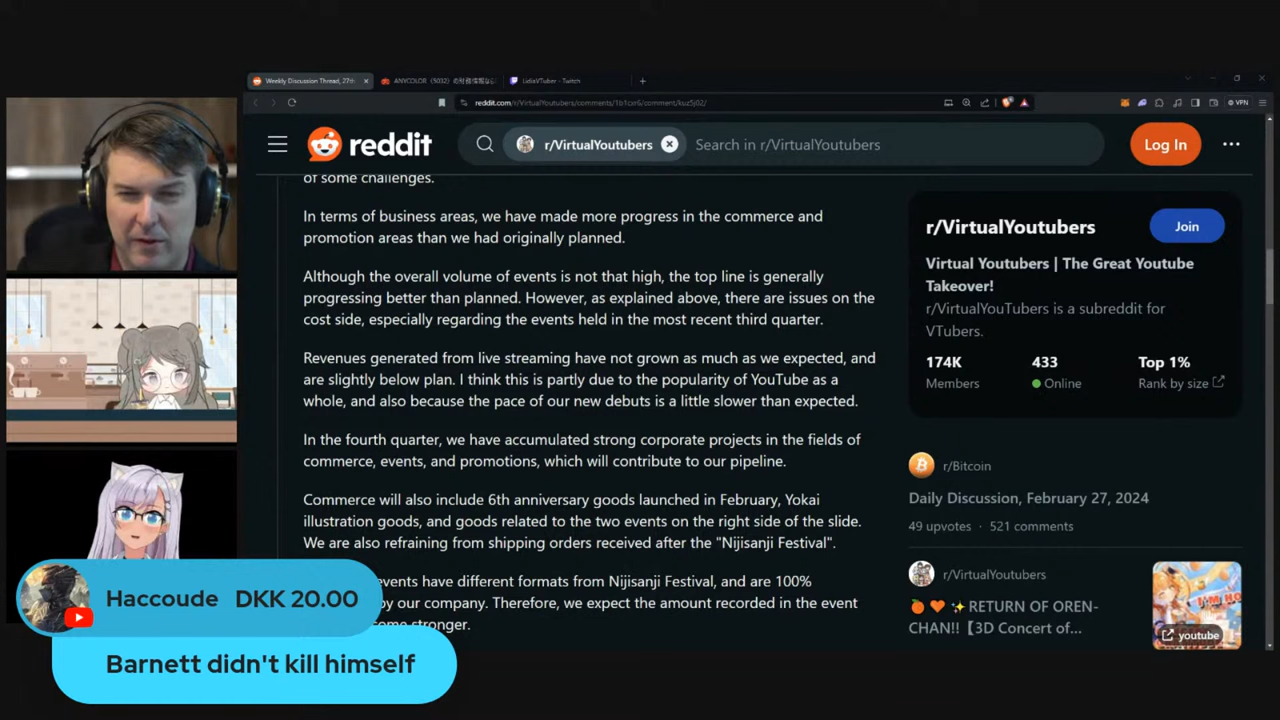 Weekly Discussion Thread, 27th
ANYCOLOR
LidiaVTuber - Twitch
reddit.com/r/VirtualYoutubers/comments/1b1cxr6/comment/kuz5j02/
VPN
reddit
r/VirtualYoutubers
Search in r/VirtualYoutubers
Log In
of some challenges.
In terms of business areas, we have made more progress in the commerce and
promotion areas than we had originally planned.
Although the overall volume of events is not that high, the top line is generally
progressing better than planned. However, as explained above, there are issues on the
cost side, especially regarding the events held in the most recent third quarter.
Revenues generated from live streaming have not grown as much as we expected, and
are slightly below plan. I think this is partly due to the popularity of YouTube as a
whole, and also because the pace of our new debuts is a little slower than expected.
In the fourth quarter, we have accumulated strong corporate projects in the fields of
commerce, events, and promotions, which will contribute to our pipeline.
Commerce will also include 6th anniversary goods launched in February, Yokai
illustration goods, and goods related to the two events on the right side of the slide.
We are also refraining from shipping orders received after the "Nijisanji Festival".
events have different formats from Nijisanji Festival, and are 100%
by our company. Therefore, we expect the amount recorded in the event
stronger.
r/VirtualYoutubers
Join
Virtual Youtubers | The Great Youtube
Takeover!
r/VirtualYouTubers is a subreddit for
VTubers.
174K
433
Top 1%
Members
Online
Rank by size
r/Bitcoin
Daily Discussion, February 27, 2024
49 upvotes · 521 comments
r/VirtualYoutubers
RETURN OF OREN-
CHAN!!【3D Concert of...
youtube
Haccoude DKK 20.00
Barnett didn't kill himself